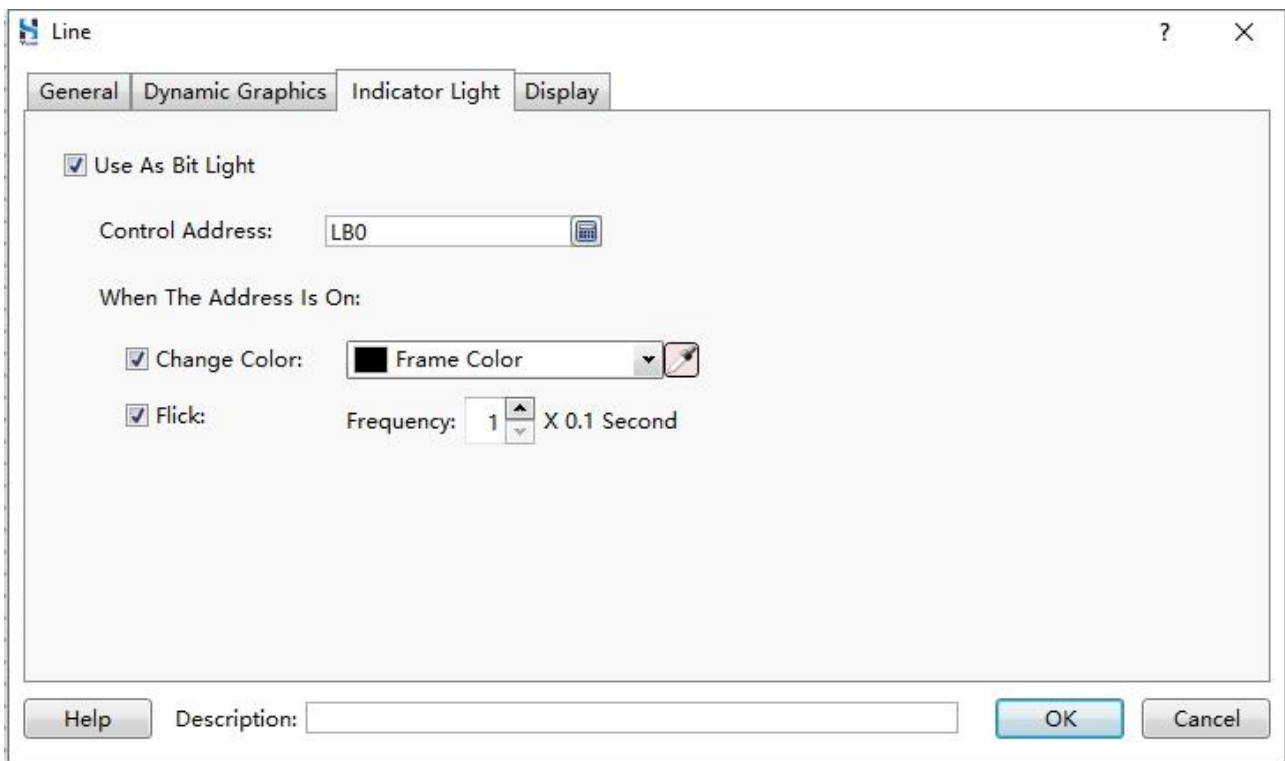 Line
?
General Dynamic Graphics Indicator Light Display
Use As Bit Light
Control Address: LB0
When The Address Is On:
Change Color: Frame Color
Flick: Frequency: 1 X 0.1 Second
Help Description: OK Cancel